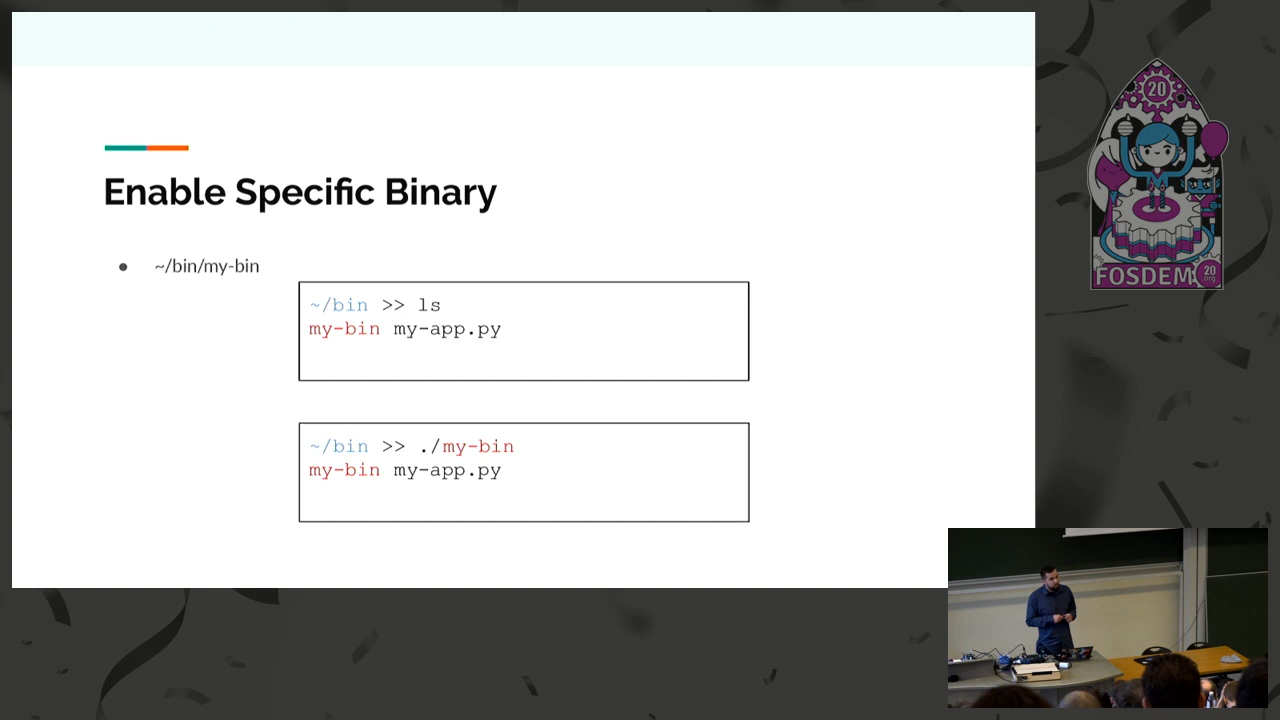 Enable Specific Binary
● ~/bin/my-bin
~/bin >> ls
my-bin my-app.py
~/bin >> ./my-bin
my-bin my-app.py
20
FOSDEM
20
.org